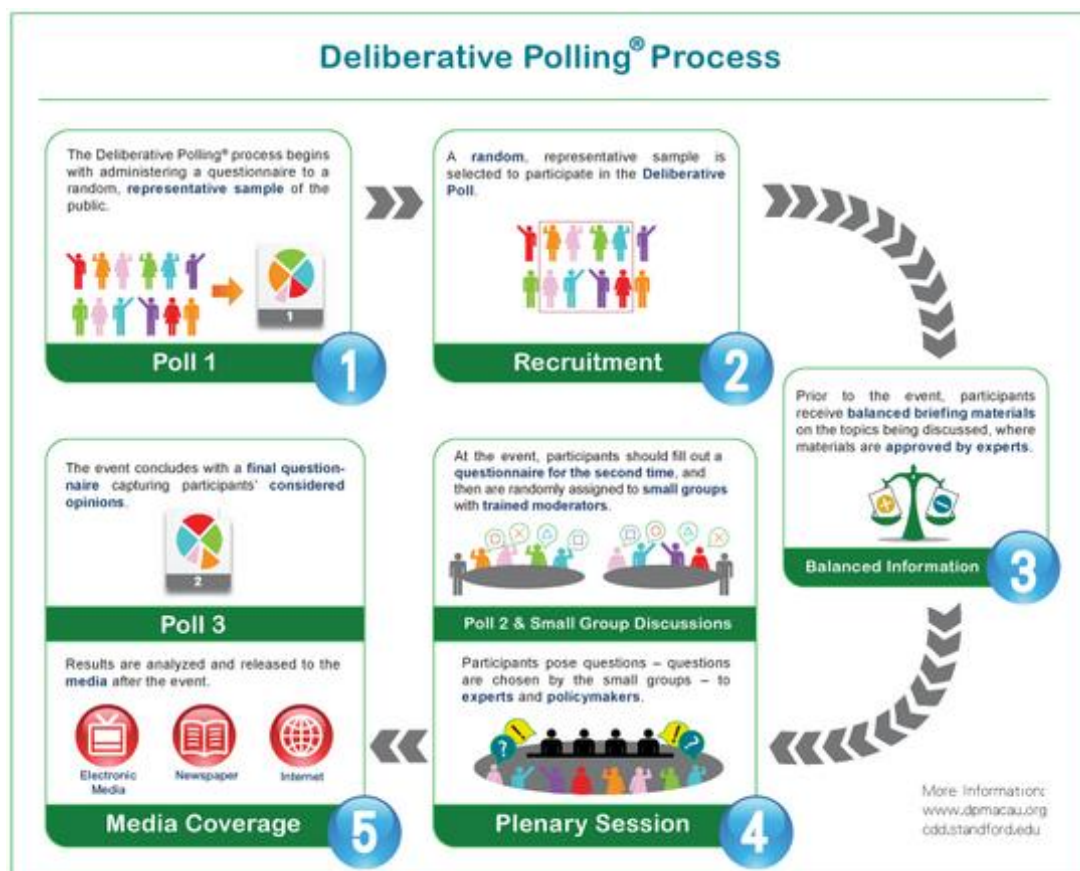 Deliberative Polling® Process
The Deliberative Polling® process begins
with administering a questionnaire to a
random, representative sample of the
public.
1
Poll 1
1
A random, representative sample is
selected to participate in the Deliberative
Poll.
Recruitment
2
Prior to the event, participants
receive balanced briefing materials
on the topics being discussed, where
materials are approved by experts.
+
-
Balanced Information
3
At the event, participants should fill out a
questionnaire for the second time, and
then are randomly assigned to small groups
with trained moderators.
Poll 2 & Small Group Discussions
Participants pose questions – questions
are chosen by the small groups – to
experts and policymakers.
?
!
!
?
Plenary Session
4
The event concludes with a final question-
naire capturing participants' considered
opinions.
2
Poll 3
Results are analyzed and released to the
media after the event.
Electronic
Media
Newspaper
Internet
Media Coverage
5
More Information:
www.dpmacau.org
cdd.standford.edu